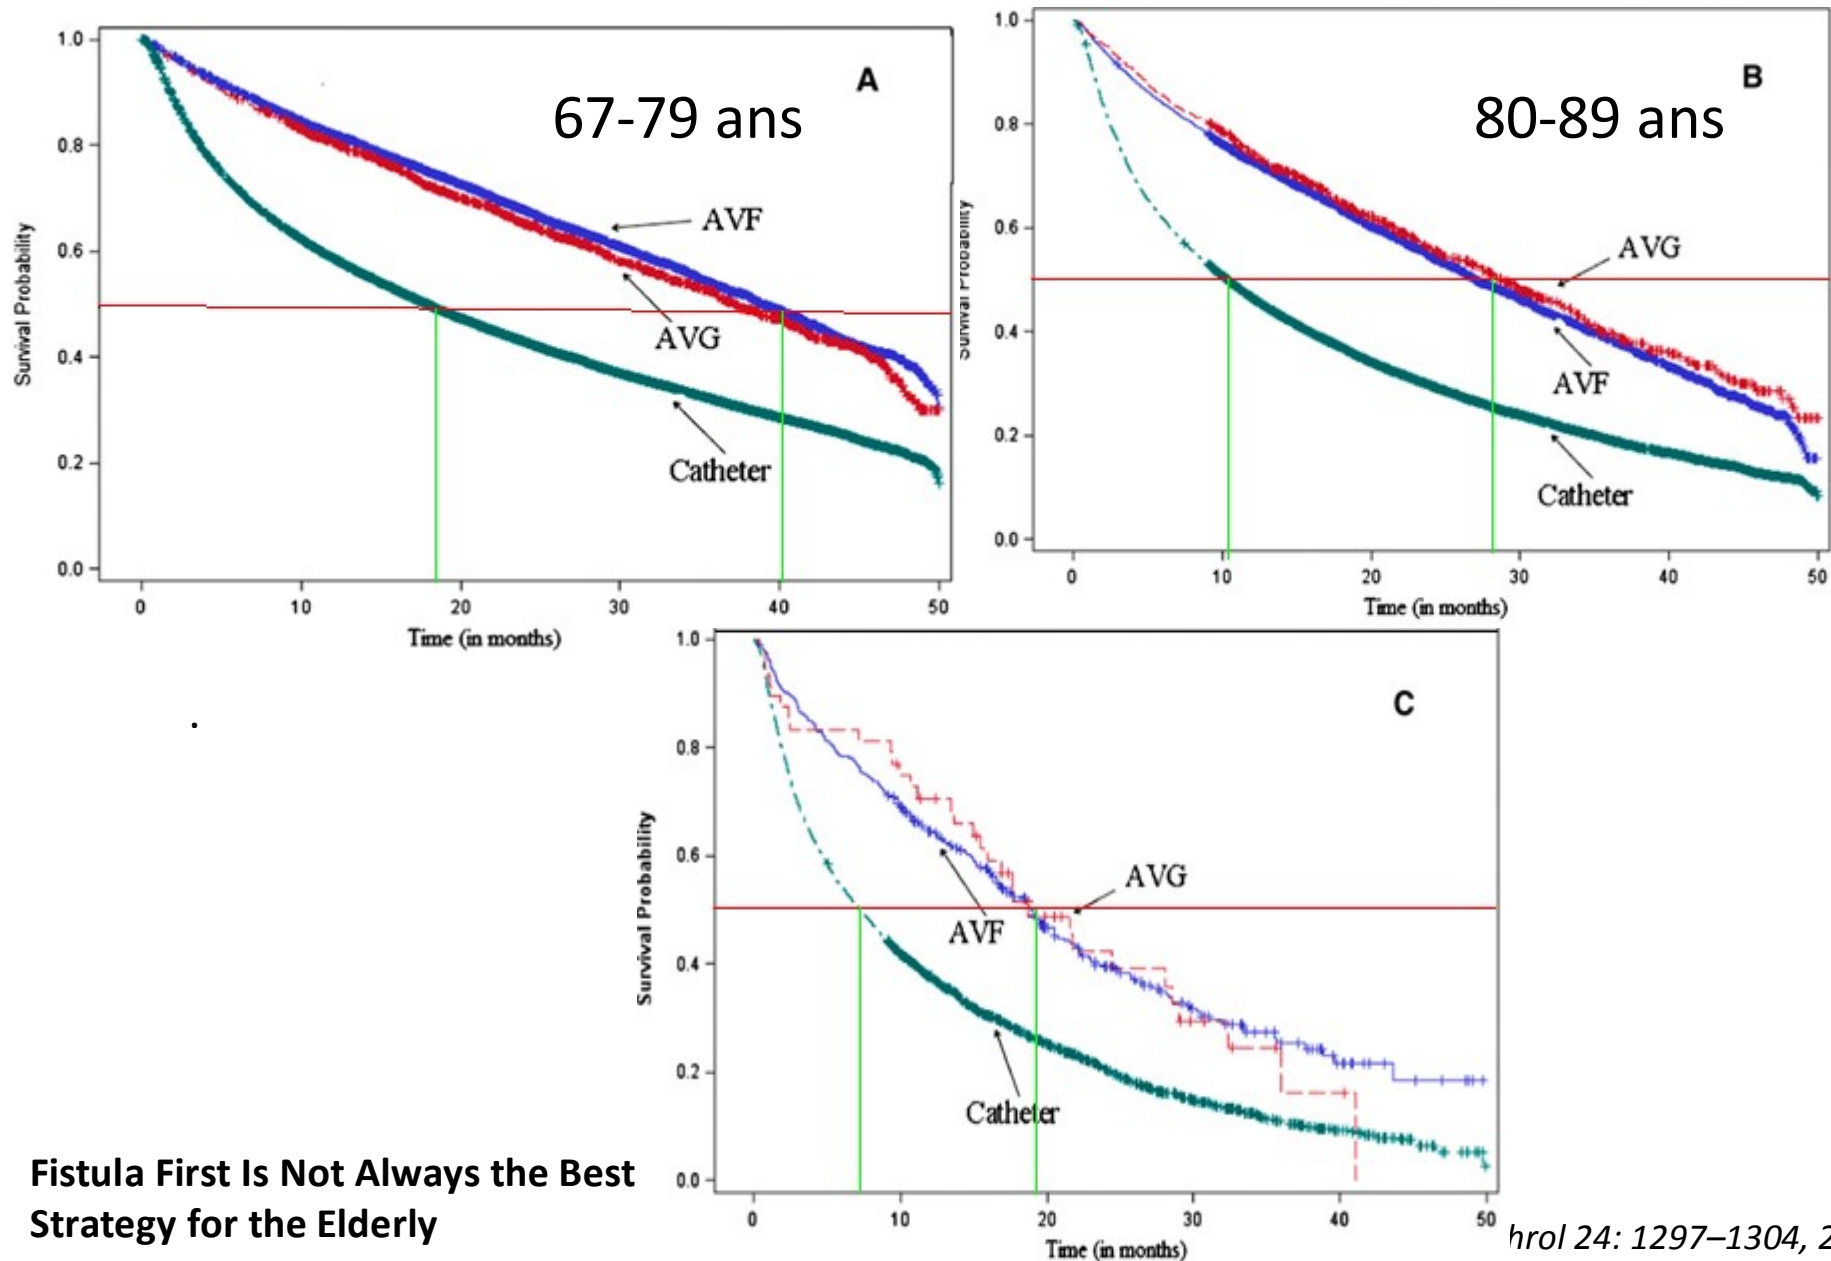 A
67-79 ans
1.0
0.8
0.6
0.4
0.2
0.0
Survival Probability
AVF
AVG
Catheter
0 10 20 30 40 50
Time (in months)
B
80-89 ans
1.0
0.8
0.6
0.4
0.2
0.0
AVG
AVF
Catheter
0 10 20 30 40 50
Time (in months)
C
1.0
0.8
0.6
0.4
0.2
0.0
Survival Probability
AVG
AVF
Catheter
0 10 20 30 40 50
Time (in months)
.
Fistula First Is Not Always the Best
Strategy for the Elderly
hrol 24: 1297–1304, 2